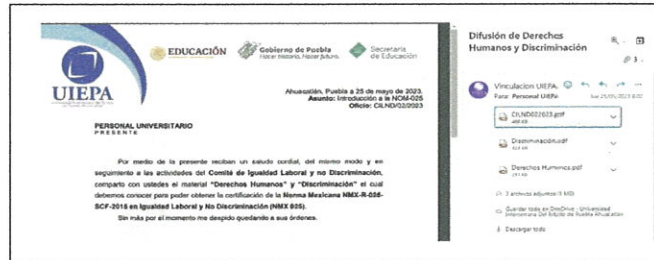 UIEPA
EDUCACIÓN
Gobierno de Puebla
Hacer historia. Hacer futuro.
Secretaría
de Educación
Ahuacatlán, Puebla a 25 de mayo de 2023.
Asunto: Introducción a la NOM-025
Oficio: CILND/02/2023
PERSONAL UNIVERSITARIO
PRESENTE
Por medio de la presente reciban un saludo cordial, del mismo modo y en
seguimiento a las actividades del Comité de Igualdad Laboral y no Discriminación,
comparto con ustedes el material "Derechos Humanos" y "Discriminación" el cual
debemos conocer para poder obtener la certificación de la Norma Mexicana NMX-R-025-
SCF-2015 en Igualdad Laboral y No Discriminación (NMX 025).
Sin más por el momento me despido quedando a sus órdenes.
Difusión de Derechos
Humanos y Discriminación
3
Vinculacion UIEPA.
Para: Personal UIEPA
CILND022023.pdf
Discriminación.pdf
Derechos Humanos.pdf
3 archivos adjuntos (1 MB)
Guardar todo en OneDrive - Universidad
Intercultural Del Estado de Puebla Ahuacatlan
Descargar todo